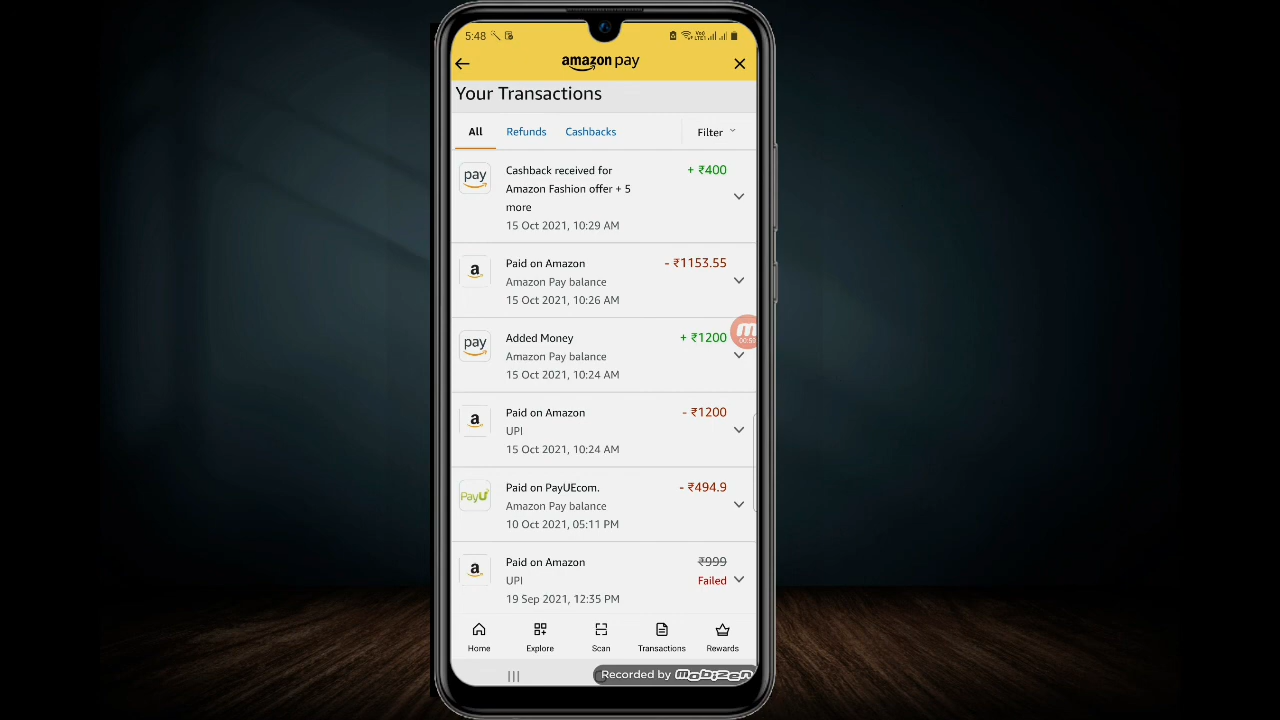 5:48
amazon pay
Your Transactions
All Refunds Cashbacks Filter
pay
Cashback received for + ₹400
Amazon Fashion offer + 5
more
15 Oct 2021, 10:29 AM
a
Paid on Amazon - ₹1153.55
Amazon Pay balance
15 Oct 2021, 10:26 AM
pay
Added Money + ₹1200
Amazon Pay balance
15 Oct 2021, 10:24 AM
a
Paid on Amazon - ₹1200
UPI
15 Oct 2021, 10:24 AM
PayU
Paid on PayUEcom. - ₹494.9
Amazon Pay balance
10 Oct 2021, 05:11 PM
a
Paid on Amazon ₹999
UPI Failed
19 Sep 2021, 12:35 PM
Home Explore Scan Transactions Rewards
Recorded by MOBIZEN